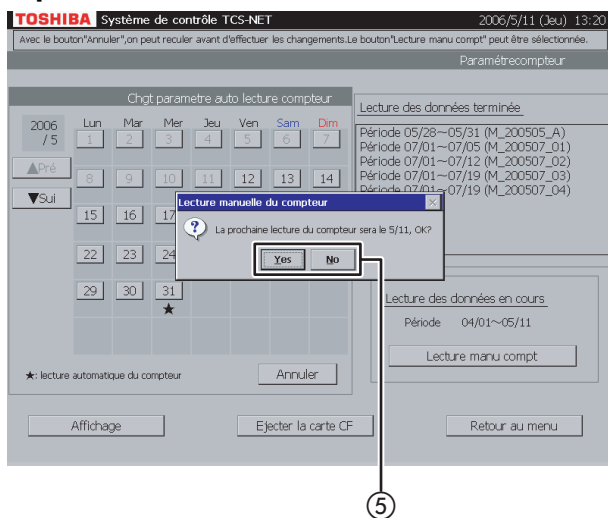 TOSHIBA Système de contrôle TCS-NET 2006/5/11 (Jeu) 13:20
Avec le bouton"Annuler",on peut reculer avant d'effectuer les changements.Le bouton"Lecture manu compt" peut être sélectionnée.
Paramétrecompteur
Chgt parametre auto lecture compteur
2006
/ 5
Lun Mar Mer Jeu Ven Sam Dim
1 2 3 4 5 6 7
▲Pré
8 9 10 11 12 13 14
▼Sui
15 16 17
22 23 24
29 30 31
★
★: lecture automatique du compteur
Annuler
Lecture des données terminée
Période 05/28～05/31 (M_200505_A)
Période 07/01～07/05 (M_200507_01)
Période 07/01～07/12 (M_200507_02)
Période 07/01～07/19 (M_200507_03)
Période 07/01～07/19 (M_200507_04)
Lecture manuelle du compteur
La prochaine lecture du compteur sera le 5/11, OK?
Yes No
Lecture des données en cours
Période 04/01～05/11
Lecture manu compt
Affichage Ejecter la carte CF Retour au menu
⑤